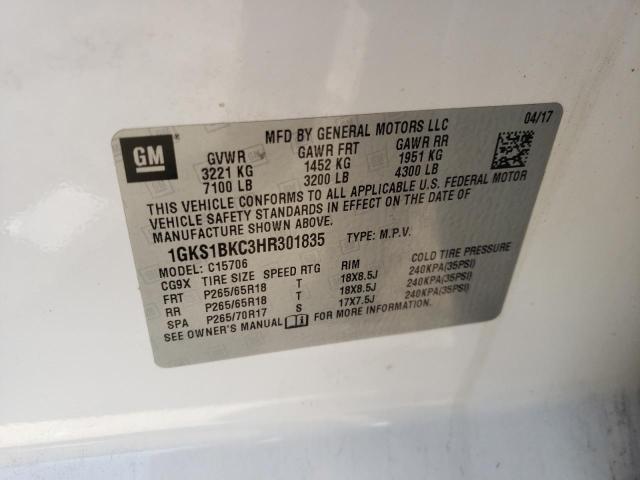 GM
MFD BY GENERAL MOTORS LLC 04/17
GVWR GAWR FRT GAWR RR
3221 KG 1452 KG 1951 KG
7100 LB 3200 LB 4300 LB
THIS VEHICLE CONFORMS TO ALL APPLICABLE U.S. FEDERAL MOTOR
VEHICLE SAFETY STANDARDS IN EFFECT ON THE DATE OF
MANUFACTURE SHOWN ABOVE.
1GKS1BKC3HR301835 TYPE: M.P.V.
MODEL: C15706
CG9X TIRE SIZE SPEED RTG RIM COLD TIRE PRESSURE
FRT P265/65R18 T 18X8.5J 240KPA(35PSI)
RR P265/65R18 T 18X8.5J 240KPA(35PSI)
SPA P265/70R17 S 17X7.5J 240KPA(35PSI)
SEE OWNER'S MANUAL FOR MORE INFORMATION.